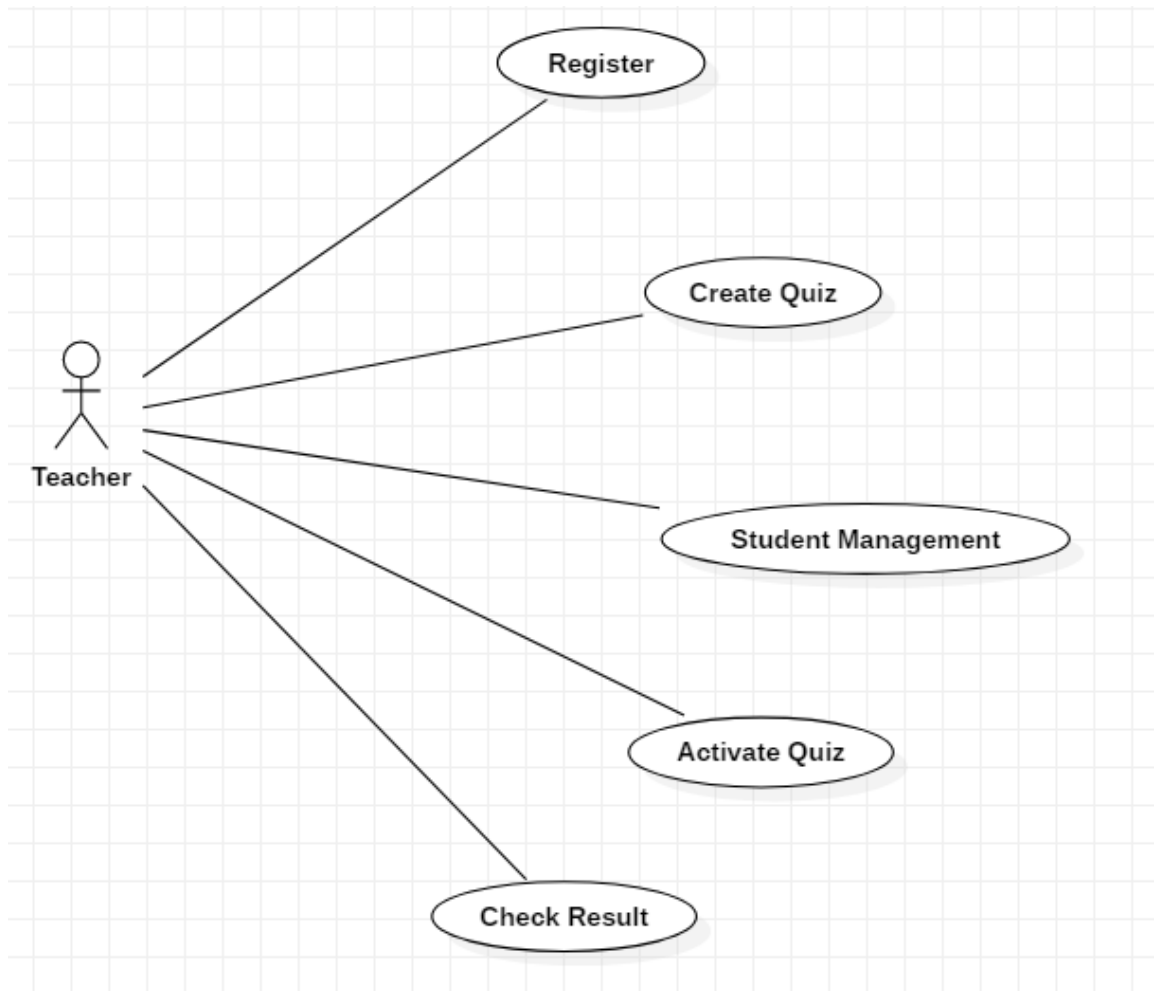 Register
Create Quiz
Teacher
Student Management
Activate Quiz
Check Result